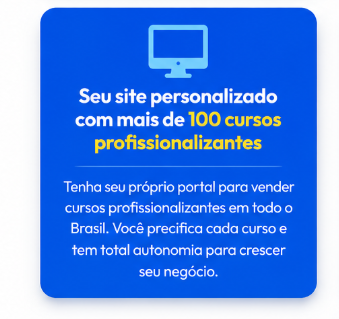 Seu site personalizado
com mais de 100 cursos
profissionalizantes
Tenha seu próprio portal para vender
cursos profissionalizantes em todo o
Brasil. Você precifica cada curso e
tem total autonomia para crescer
seu negócio.